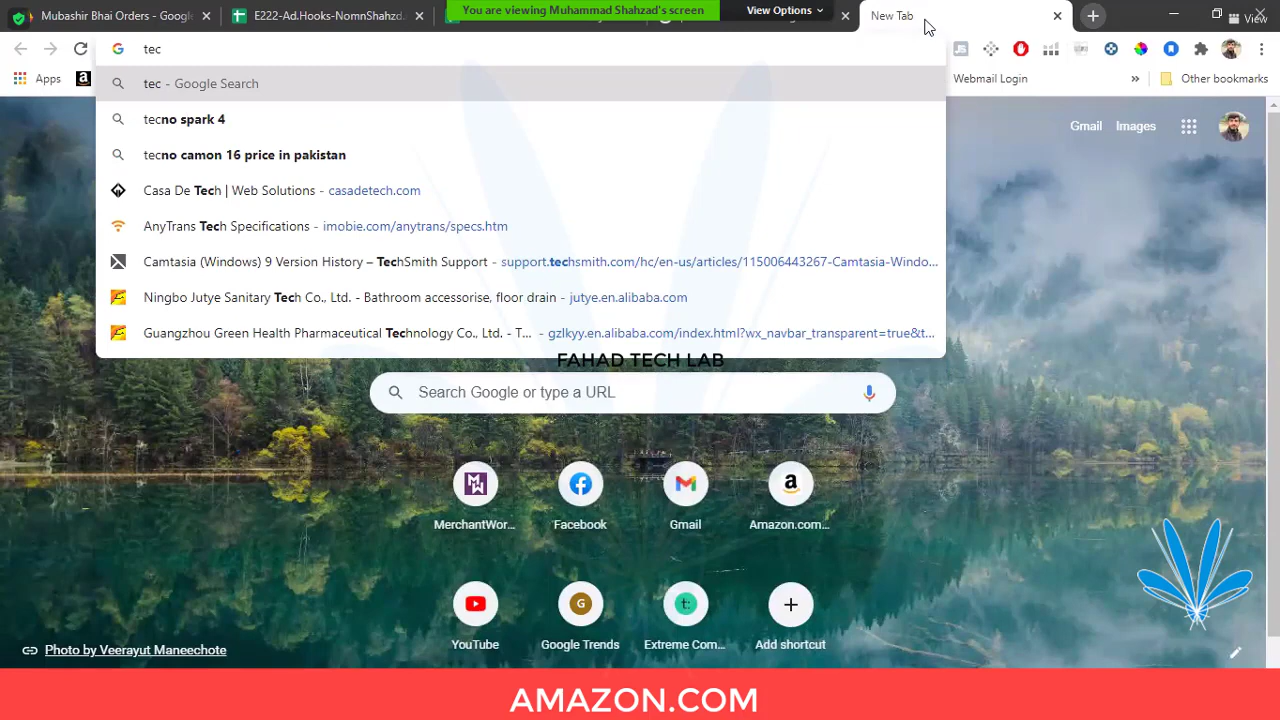 Mubashir Bhai Orders - Google
E222-Ad.Hooks-NomnShahzd.
You are viewing Muhammad Shahzad's screen
View Options
New Tab
View
tec
Apps
a
JS
Webmail Login
»
Other bookmarks
tec - Google Search
tecno spark 4
tecno camon 16 price in pakistan
Casa De Tech | Web Solutions - casadetech.com
AnyTrans Tech Specifications - imobie.com/anytrans/specs.htm
Camtasia (Windows) 9 Version History – TechSmith Support - support.techsmith.com/hc/en-us/articles/115006443267-Camtasia-Windo...
Ningbo Jutye Sanitary Tech Co., Ltd. - Bathroom accessorise, floor drain - jutye.en.alibaba.com
Guangzhou Green Health Pharmaceutical Technology Co., Ltd. - T... - gzlkyy.en.alibaba.com/index.html?wx_navbar_transparent=true&t...
Gmail Images
FAHAD TECH LAB
Search Google or type a URL
MerchantWor...
Facebook
Gmail
Amazon.com...
YouTube
Google Trends
Extreme Com...
Add shortcut
Photo by Veerayut Maneechote
AMAZON.COM